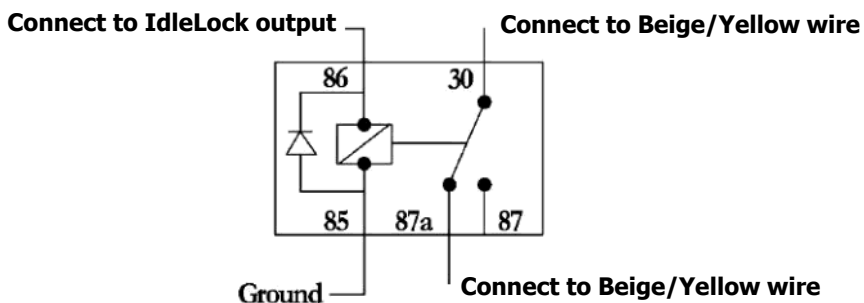 Connect to IdleLock output
Connect to Beige/Yellow wire
86
30
85
87a
87
Ground
Connect to Beige/Yellow wire